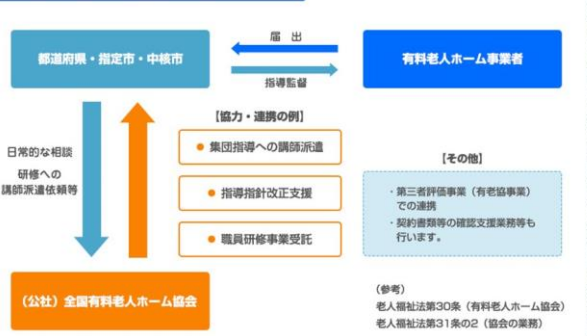 届　出
都道府県・指定市・中核市
有料老人ホーム事業者
指導監督
【協力・連携の例】
日常的な相談
研修への
講師派遣依頼等
● 集団指導への講師派遣
● 指導指針改正支援
● 職員研修事業受託
【その他】
・第三者評価事業（有老協事業）
での連携
・契約書類等の確認支援業務等も
行います。
（公社）全国有料老人ホーム協会
（参考）
老人福祉法第30条（有料老人ホーム協会）
老人福祉法第31条の2（協会の業務）